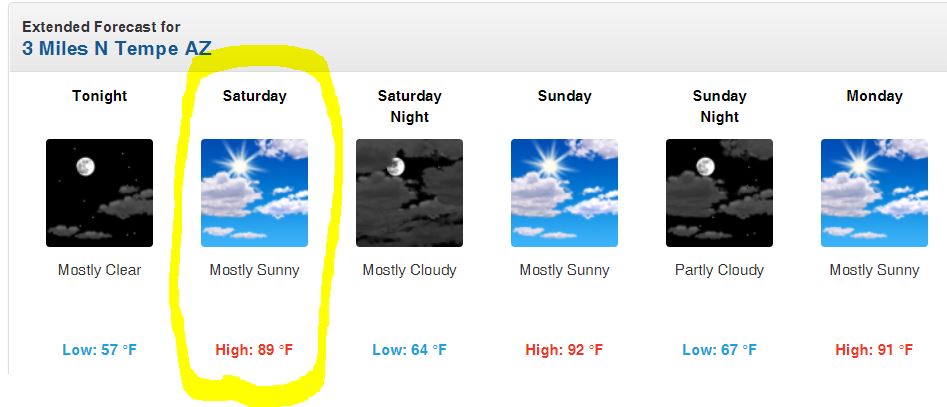 Extended Forecast for
3 Miles N Tempe AZ
Tonight
Saturday
Saturday
Night
Sunday
Sunday
Night
Monday
Mostly Clear
Mostly Sunny
Mostly Cloudy
Mostly Sunny
Partly Cloudy
Mostly Sunny
Low: 57 °F
High: 89 °F
Low: 64 °F
High: 92 °F
Low: 67 °F
High: 91 °F